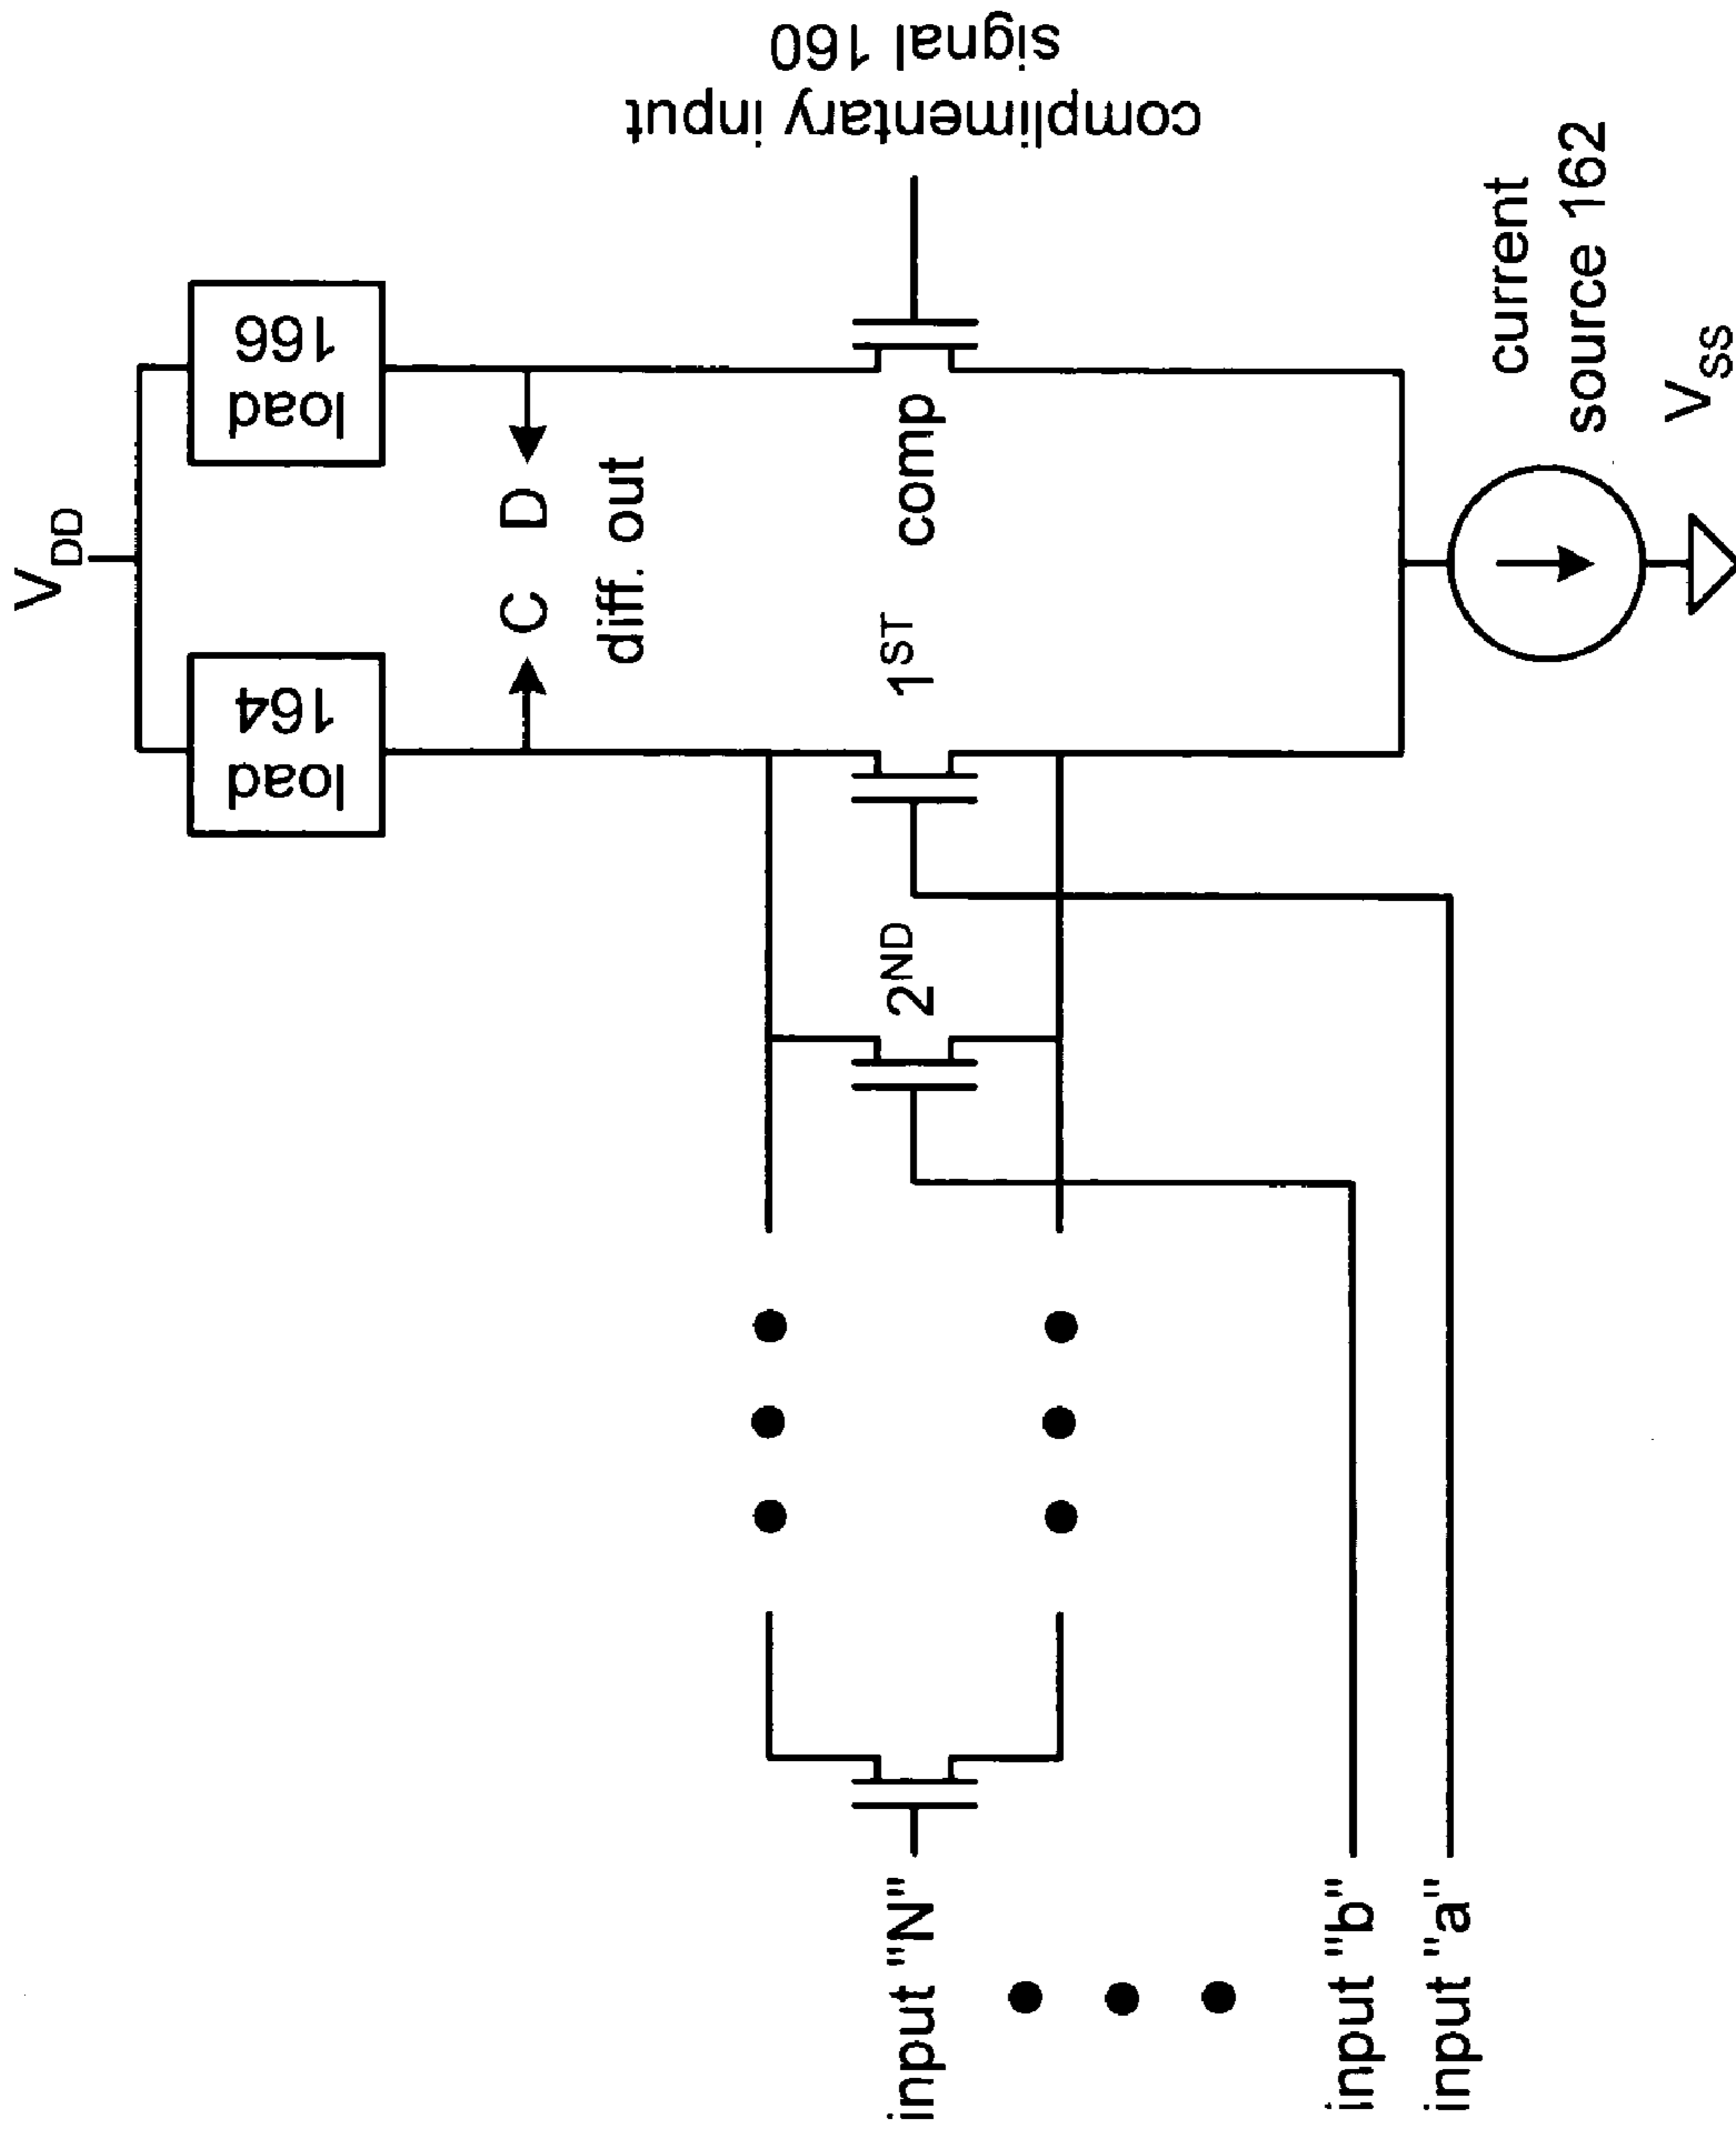 V_DD
load
164
load
166
C D
diff. out
1ST
2ND
comp
complimentary input
signal 160
input "N"
input "b"
input "a"
current
source 162
V_SS